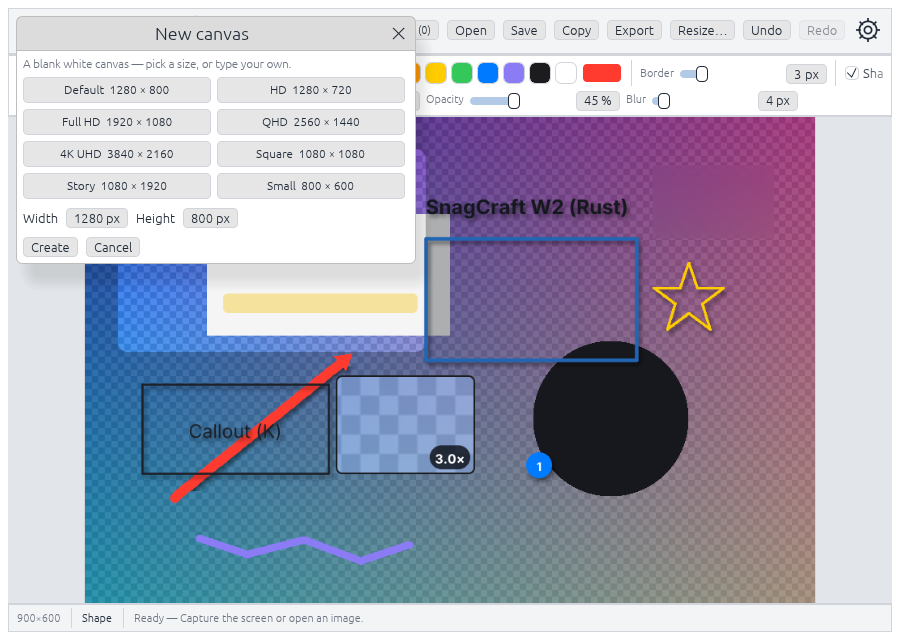 New canvas
(0) Open Save Copy Export Resize… Undo Redo
A blank white canvas — pick a size, or type your own.
Border 3 px Sha
Default 1280 × 800 HD 1280 × 720
Opacity 45 % Blur 4 px
Full HD 1920 × 1080 QHD 2560 × 1440
4K UHD 3840 × 2160 Square 1080 × 1080
Story 1080 × 1920 Small 800 × 600
Width 1280 px Height 800 px
Create Cancel
SnagCraft W2 (Rust)
Callout (K)
3.0×
1
900×600 Shape Ready — Capture the screen or open an image.